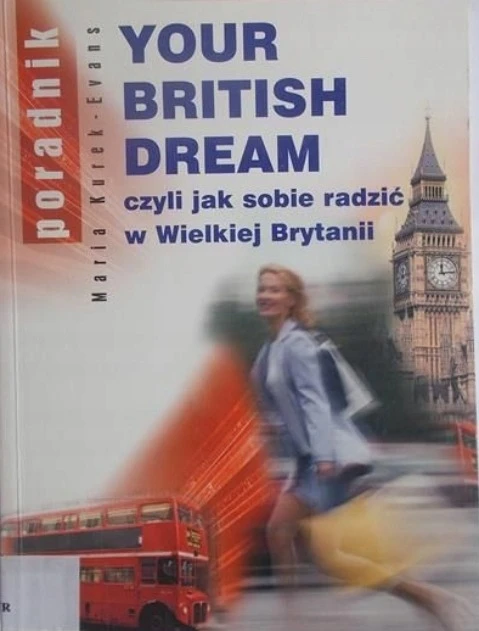 poradnik
Maria Kurek-Evans
YOUR
BRITISH
DREAM
czyli jak sobie radzić
w Wielkiej Brytanii
R